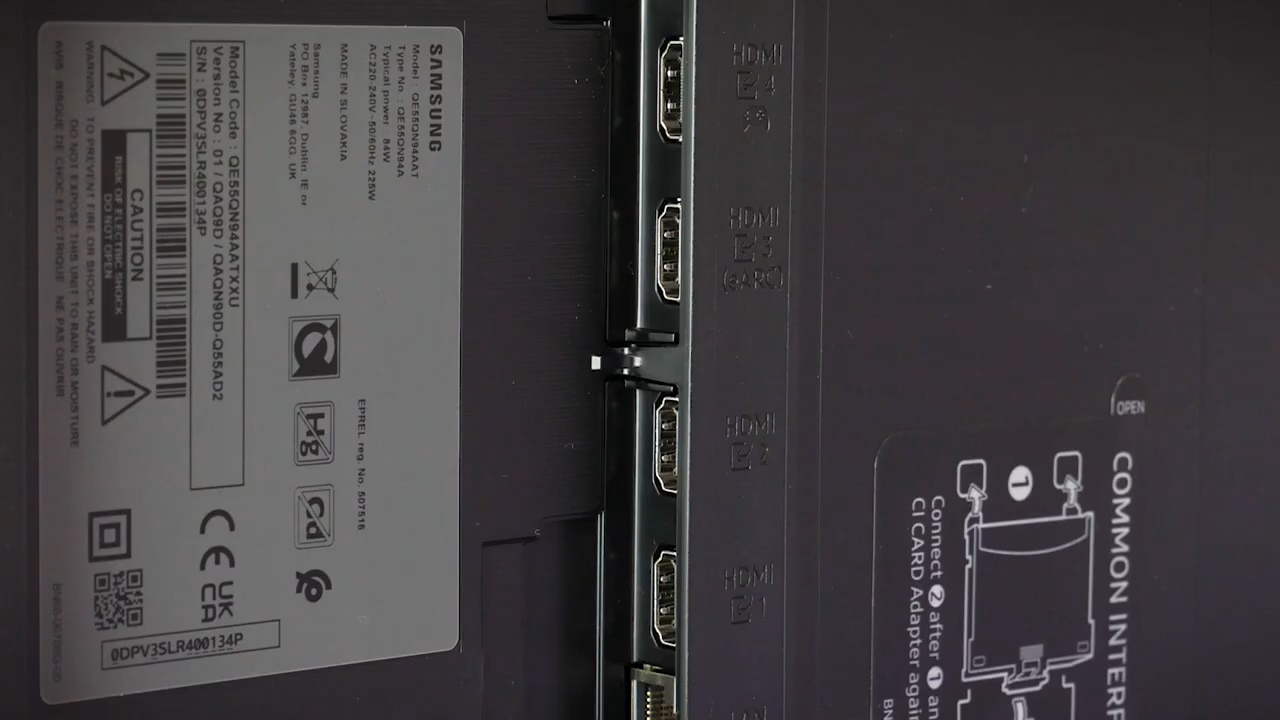 SAMSUNG
Model : QE55QN94AAT
Type No. : QE55QN94A
Typical power : 84W
AC220-240V~50/60Hz 225W
MADE IN SLOVAKIA
Samsung
PO Box 12987, Dublin. IE or
Yateley, GU46 6GQ. UK
EPREL reg. No. 507516
Hg
Cd
Model Code : QE55QN94AATXXU
Version No : 01 / QAQ9D / QAQN90D-Q55AD2
S/N : 0DPV3SLR400134P
CE
UK
CA
CAUTION
RISK OF ELECTRIC SHOCK
DO NOT OPEN
WARNING : TO PREVENT FIRE OR SHOCK HAZARD
DO NOT EXPOSE THIS UNIT TO RAIN OR MOISTURE
AVIS : RISQUE DE CHOC ELECTRIQUE NE PAS OUVRIR
0DPV3SLR400134P
HDMI
4
HDMI
3
(eARC)
HDMI
2
HDMI
1
LAN
OPEN
COMMON INTERF
1
Connect 2 after 1 an
CI CARD Adapter again
BN